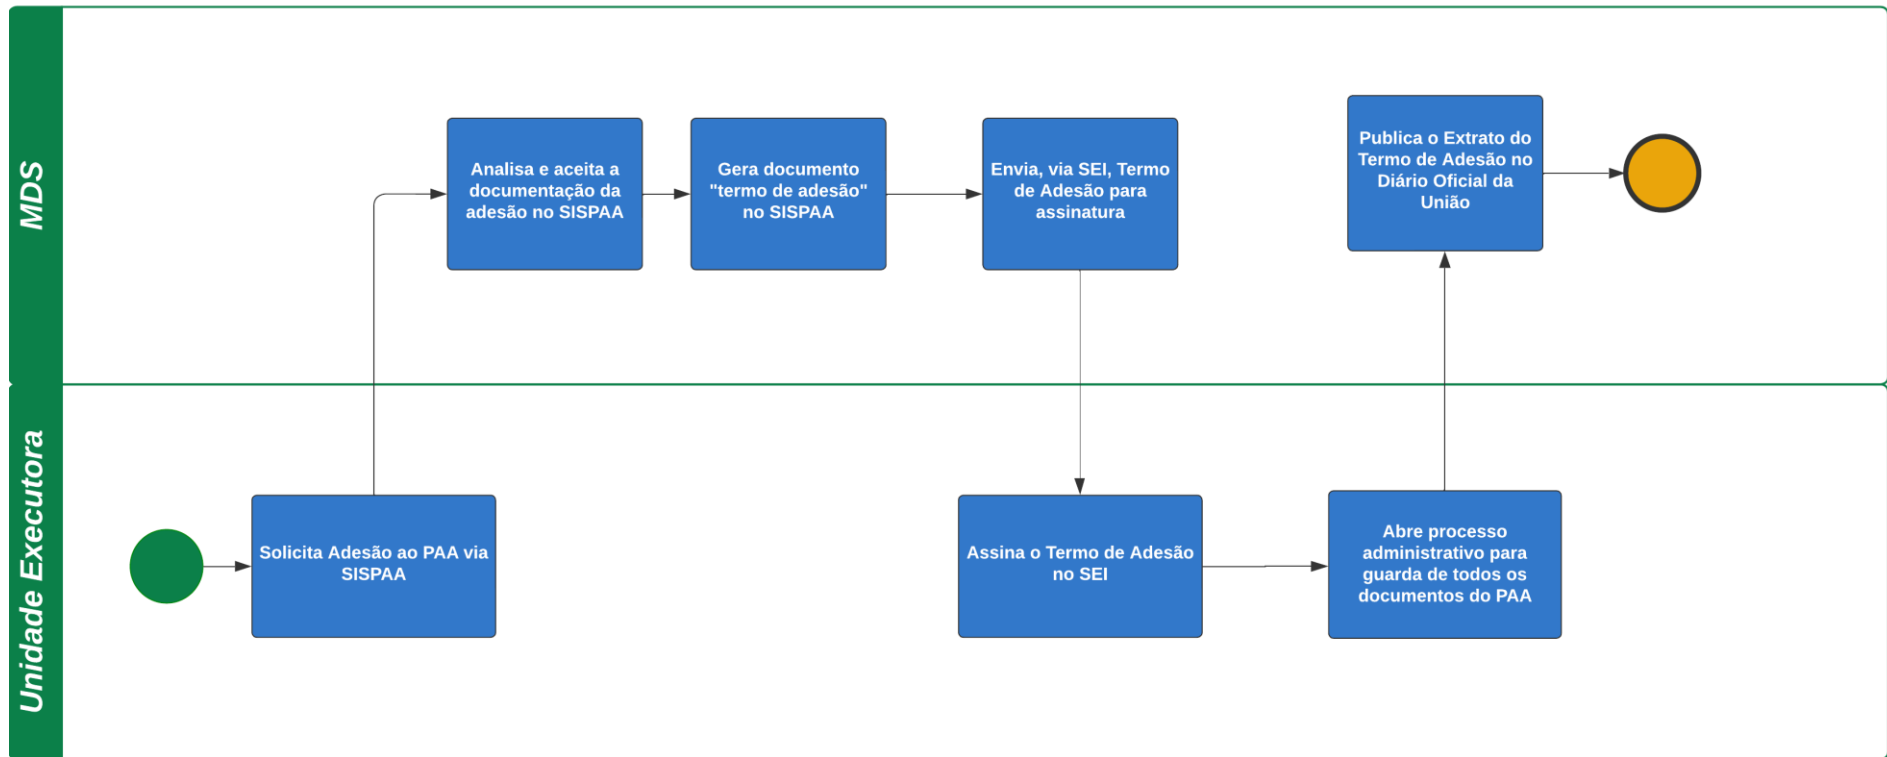 MDS
Analisa e aceita a
documentação da
adesão no SISPAA
Gera documento
"termo de adesão"
no SISPAA
Envia, via SEI, Termo
de Adesão para
assinatura
Publica o Extrato do
Termo de Adesão no
Diário Oficial da
União
Unidade Executora
Solicita Adesão ao PAA via
SISPAA
Assina o Termo de Adesão
no SEI
Abre processo
administrativo para
guarda de todos os
documentos do PAA